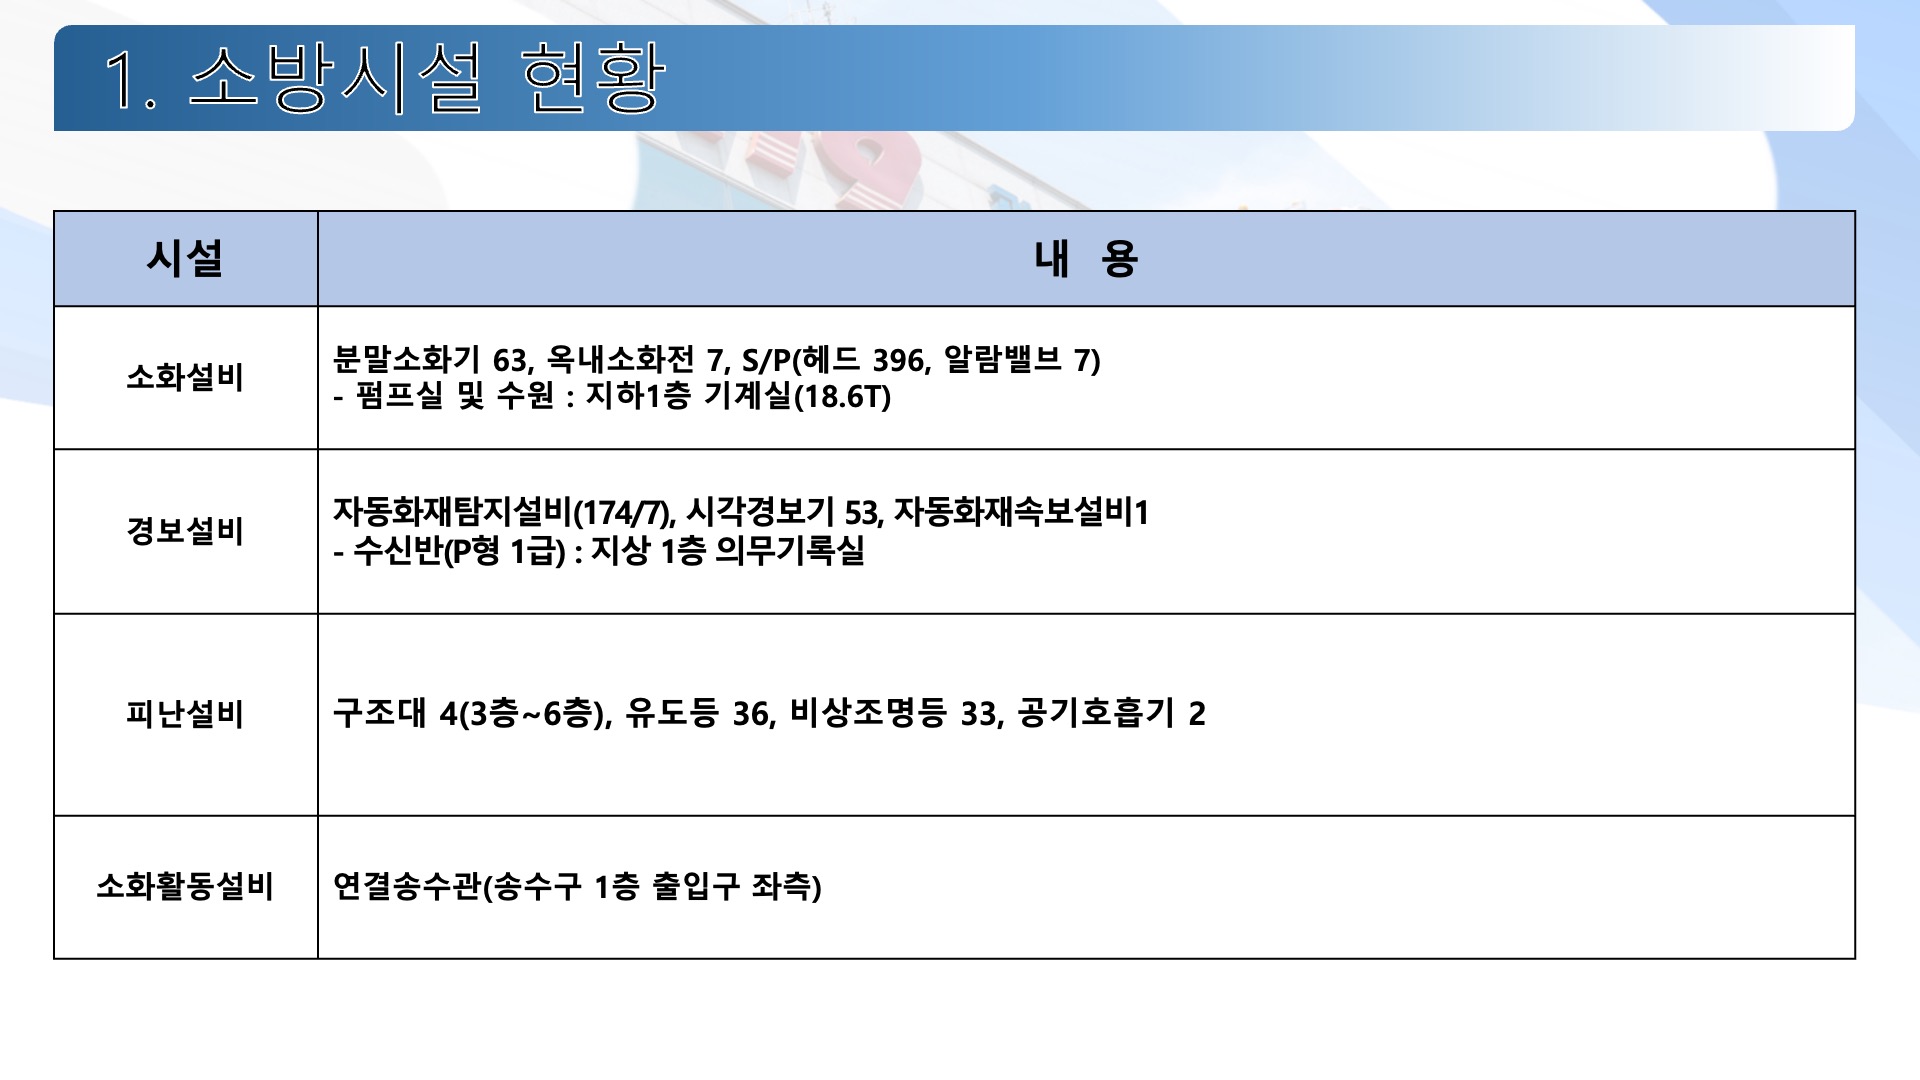 1. 소방시설 현황
시설
내 용
소화설비
분말소화기 63, 옥내소화전 7, S/P(헤드 396, 알람밸브 7)
- 펌프실 및 수원 : 지하1층 기계실(18.6T)
경보설비
자동화재탐지설비(174/7), 시각경보기 53, 자동화재속보설비1
- 수신반(P형 1급) : 지상 1층 의무기록실
피난설비
구조대 4(3층~6층), 유도등 36, 비상조명등 33, 공기호흡기 2
소화활동설비
연결송수관(송수구 1층 출입구 좌측)